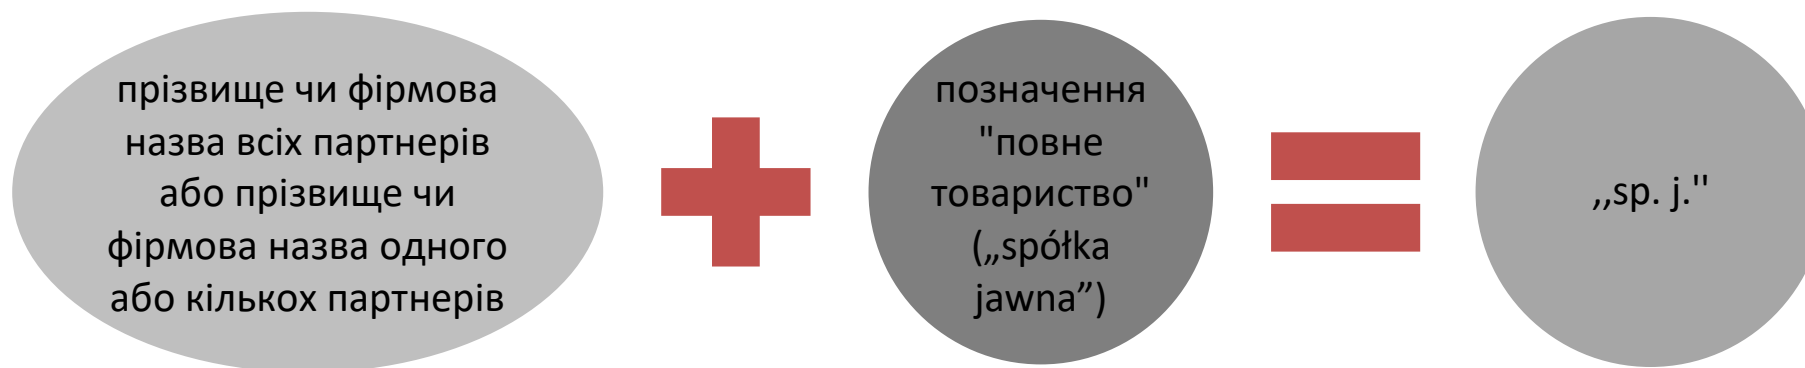 прізвище чи фірмова
назва всіх партнерів
або прізвище чи
фірмова назва одного
або кількох партнерів
позначення
"повне
товариство"
(„spółka
jawna”)
,,sp. j.''